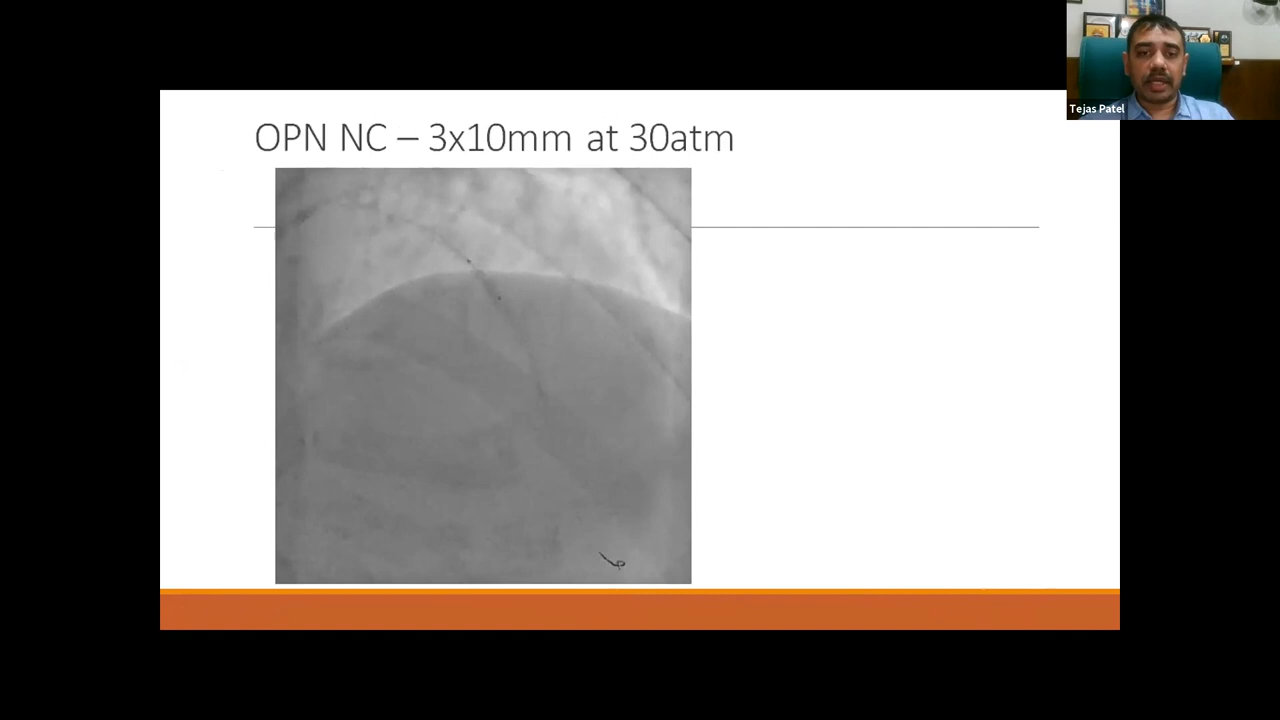 OPN NC – 3x10mm at 30atm
Tejas Patel